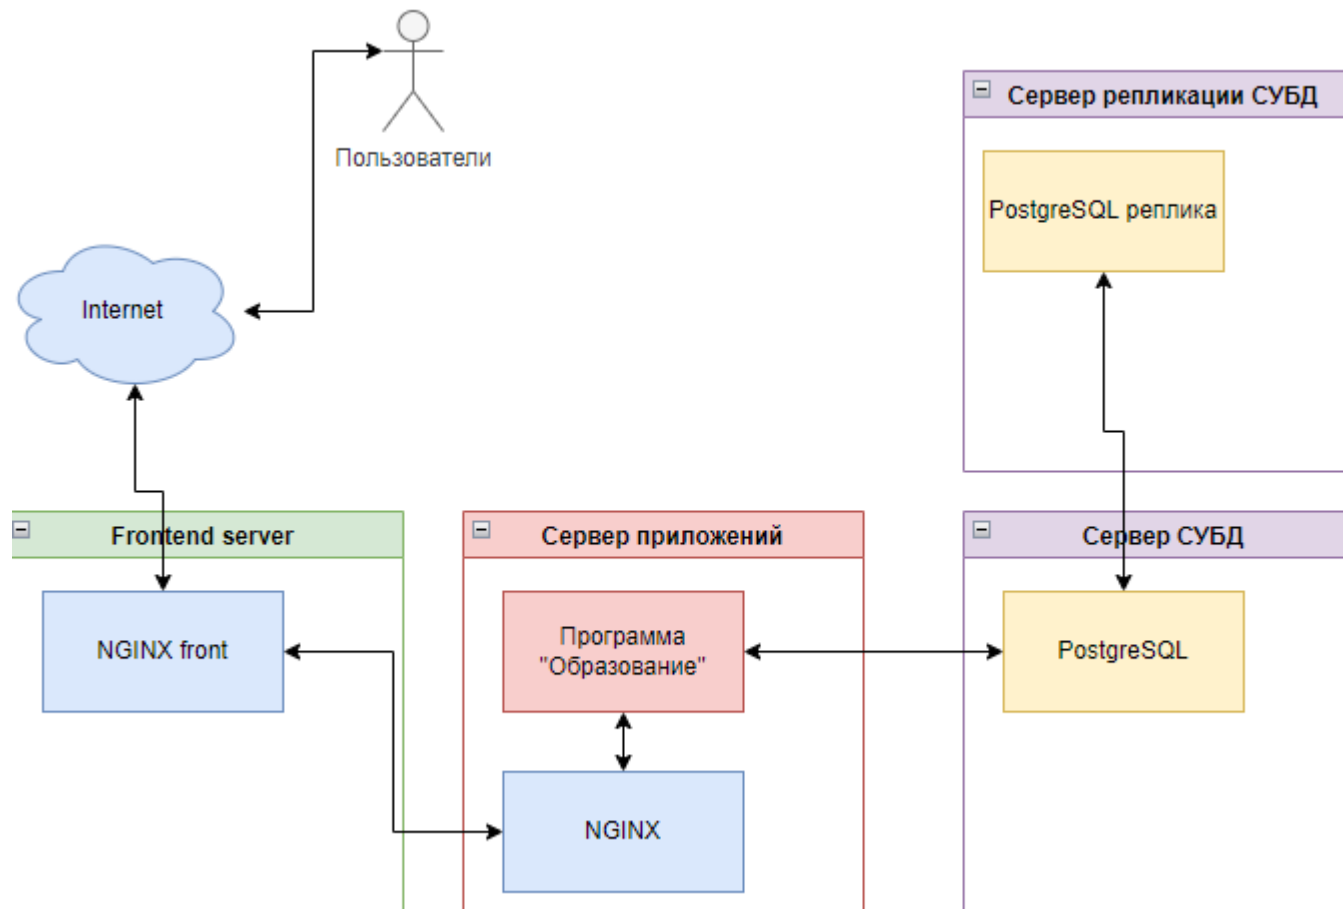 Пользователи
Internet
Сервер репликации СУБД
PostgreSQL реплика
Frontend server
NGINX front
Сервер приложений
Программа
"Образование"
NGINX
Сервер СУБД
PostgreSQL